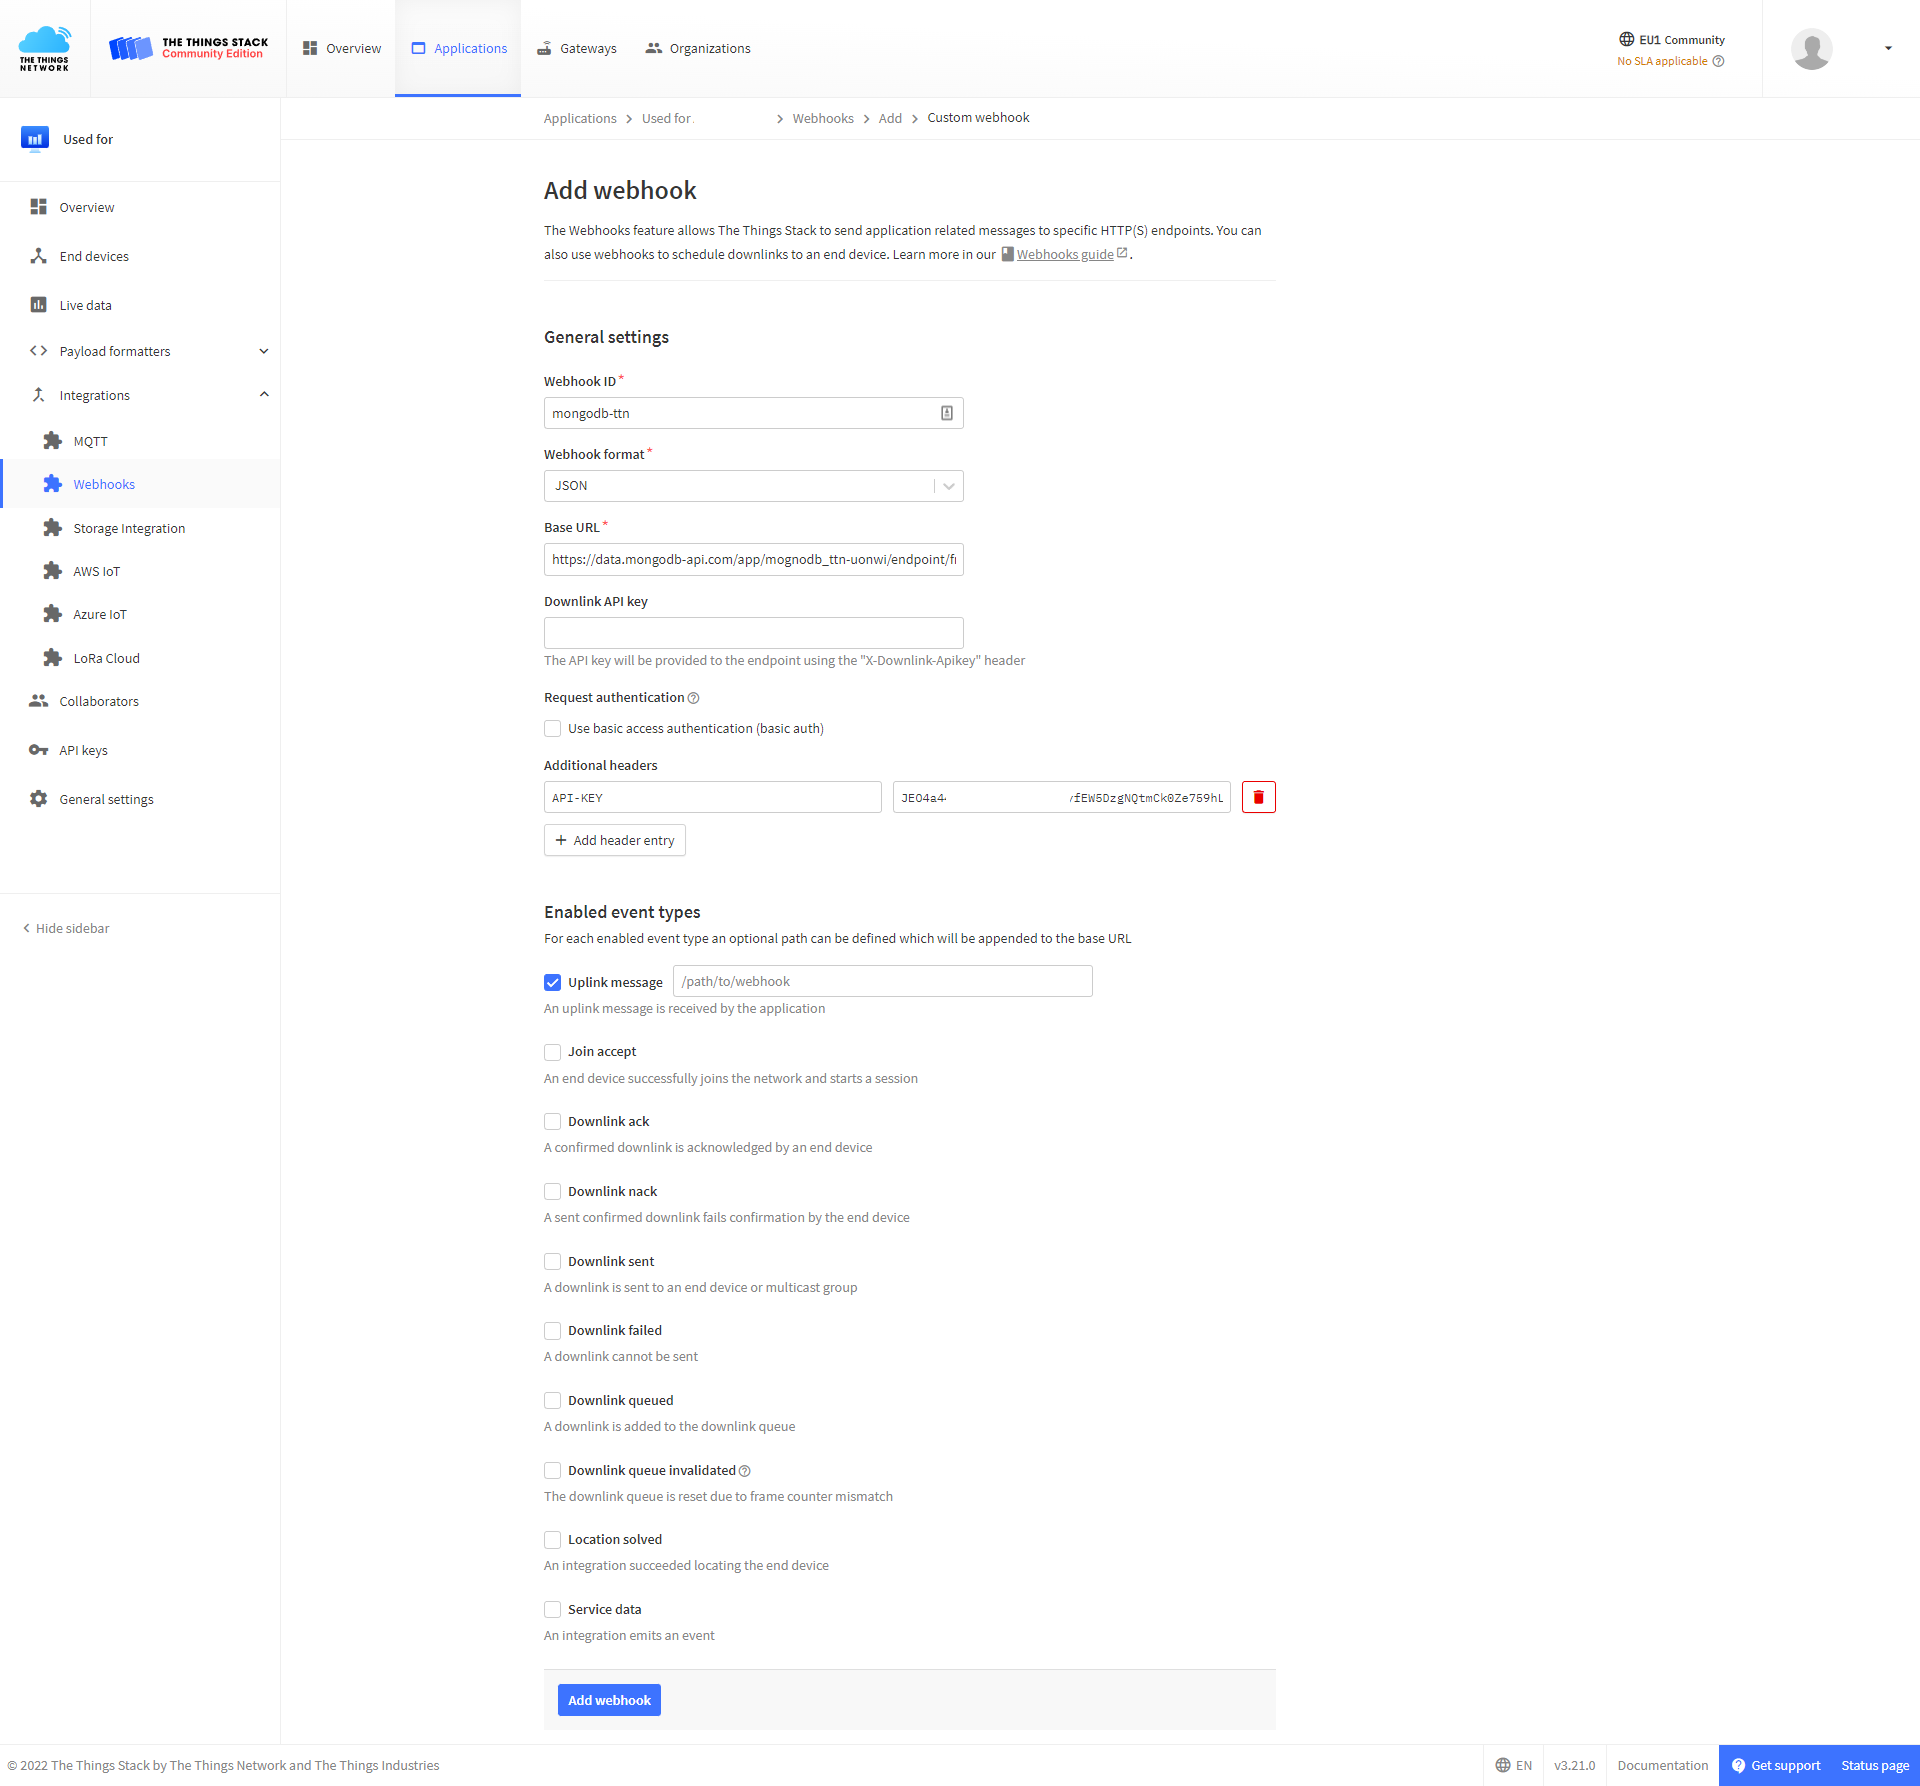 THE THINGS NETWORK
THE THINGS STACK
Community Edition
Overview
Applications
Gateways
Organizations
EU1 Community
No SLA applicable
Used for
Overview
End devices
Live data
Payload formatters
Integrations
MQTT
Webhooks
Storage Integration
AWS IoT
Azure IoT
LoRa Cloud
Collaborators
API keys
General settings
Hide sidebar
Applications > Used for > Webhooks > Add > Custom webhook
Add webhook
The Webhooks feature allows The Things Stack to send application related messages to specific HTTP(S) endpoints. You can
also use webhooks to schedule downlinks to an end device. Learn more in our Webhooks guide .
General settings
Webhook ID *
mongodb-ttn
Webhook format *
JSON
Base URL *
https://data.mongodb-api.com/app/mognodb_ttn-uonwi/endpoint/
Downlink API key
The API key will be provided to the endpoint using the "X-Downlink-Apikey" header
Request authentication
Use basic access authentication (basic auth)
Additional headers
API-KEY
JEO4a4 fEW5DzgNQtmCk0Ze759hL
+ Add header entry
Enabled event types
For each enabled event type an optional path can be defined which will be appended to the base URL
Uplink message /path/to/webhook
An uplink message is received by the application
Join accept
An end device successfully joins the network and starts a session
Downlink ack
A confirmed downlink is acknowledged by an end device
Downlink nack
A sent confirmed downlink fails confirmation by the end device
Downlink sent
A downlink is sent to an end device or multicast group
Downlink failed
A downlink cannot be sent
Downlink queued
A downlink is added to the downlink queue
Downlink queue invalidated
The downlink queue is reset due to frame counter mismatch
Location solved
An integration succeeded locating the end device
Service data
An integration emits an event
Add webhook
© 2022 The Things Stack by The Things Network and The Things Industries
EN
v3.21.0
Documentation
Get support
Status page